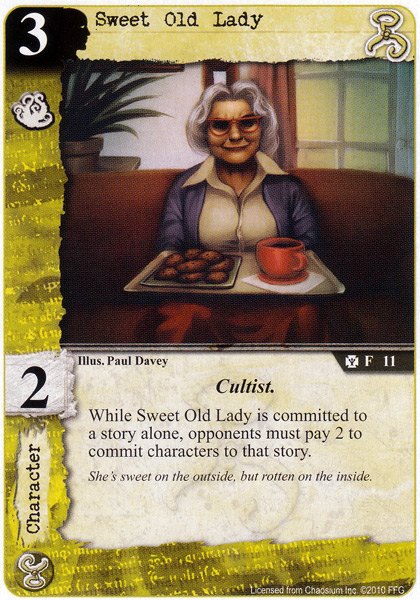 3
Sweet Old Lady
Illus. Paul Davey
F 11
2
Cultist.
While Sweet Old Lady is committed to
a story alone, opponents must pay 2 to
commit characters to that story.
She's sweet on the outside, but rotten on the inside.
Character
Licensed from Chaosium Inc. ©2010 FFG